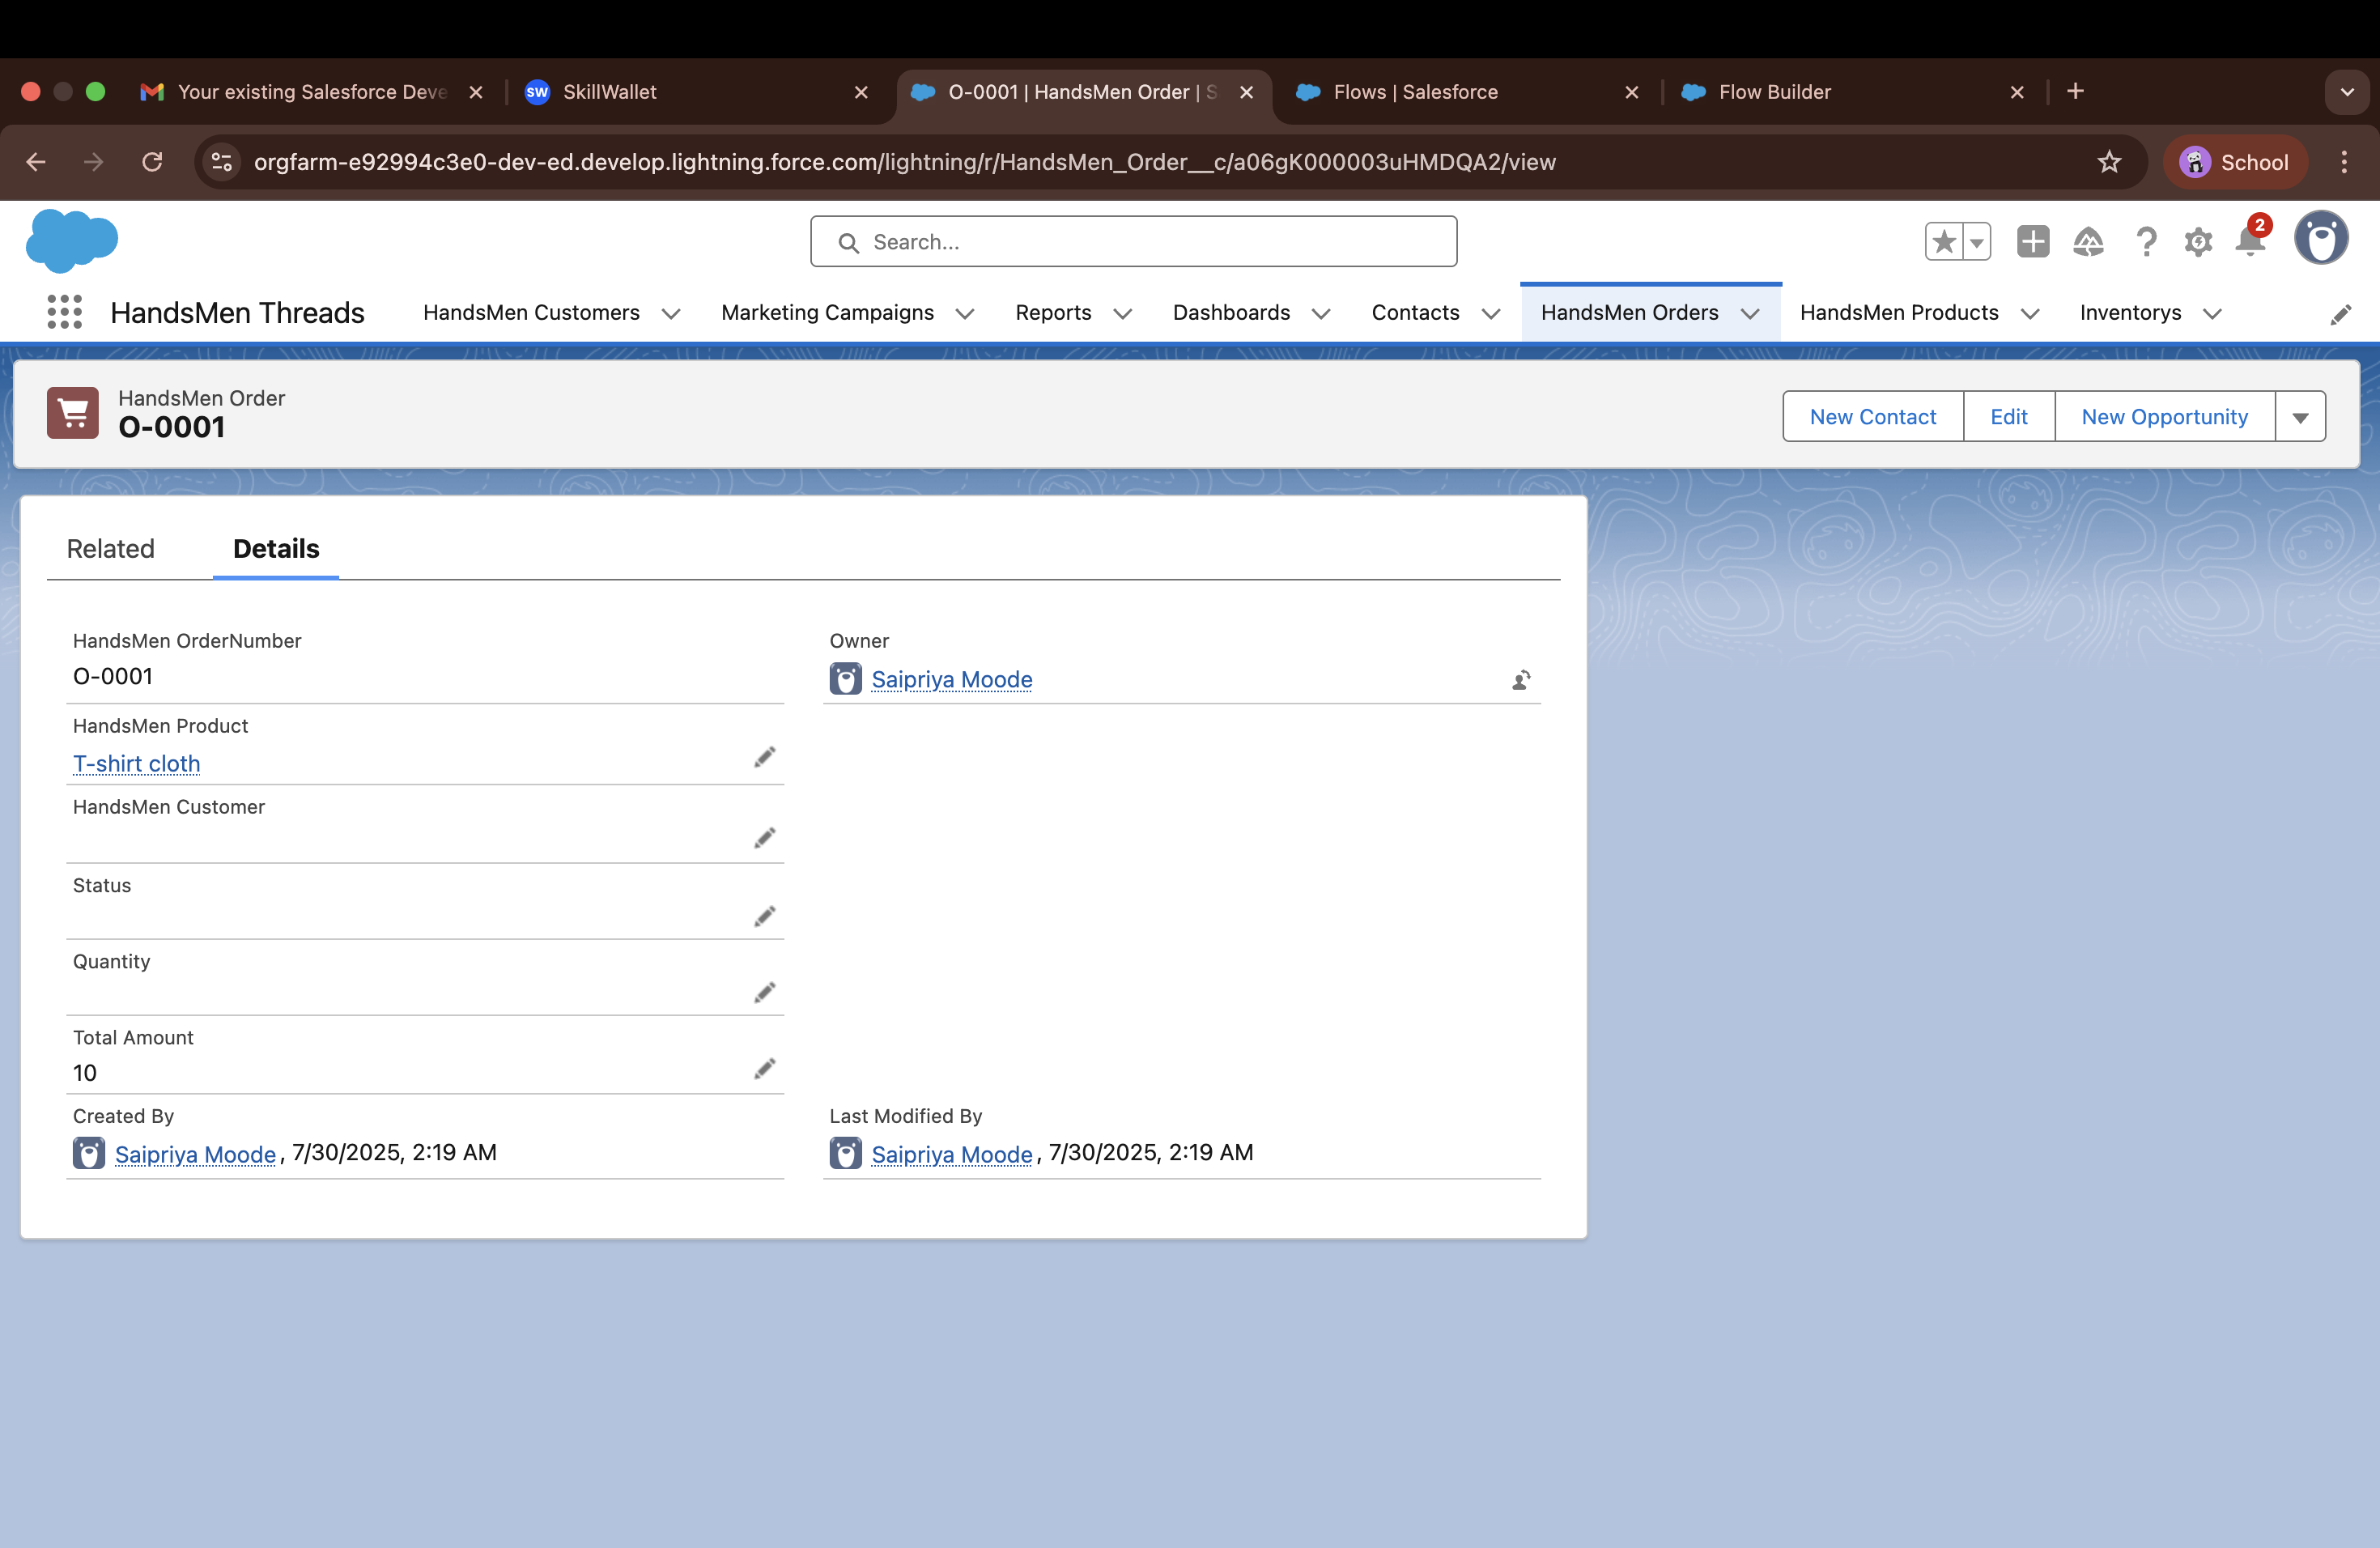 Your existing Salesforce Deve
SW SkillWallet
O-0001 | HandsMen Order | S
Flows | Salesforce
Flow Builder
orgfarm-e92994c3e0-dev-ed.develop.lightning.force.com/lightning/r/HandsMen_Order__c/a06gK000003uHMDQA2/view
School
Search...
2
HandsMen Threads
HandsMen Customers
Marketing Campaigns
Reports
Dashboards
Contacts
HandsMen Orders
HandsMen Products
Inventorys
HandsMen Order
O-0001
New Contact
Edit
New Opportunity
Related
Details
HandsMen OrderNumber
O-0001
Owner
Saipriya Moode
HandsMen Product
T-shirt cloth
HandsMen Customer
Status
Quantity
Total Amount
10
Created By
Saipriya Moode, 7/30/2025, 2:19 AM
Last Modified By
Saipriya Moode, 7/30/2025, 2:19 AM